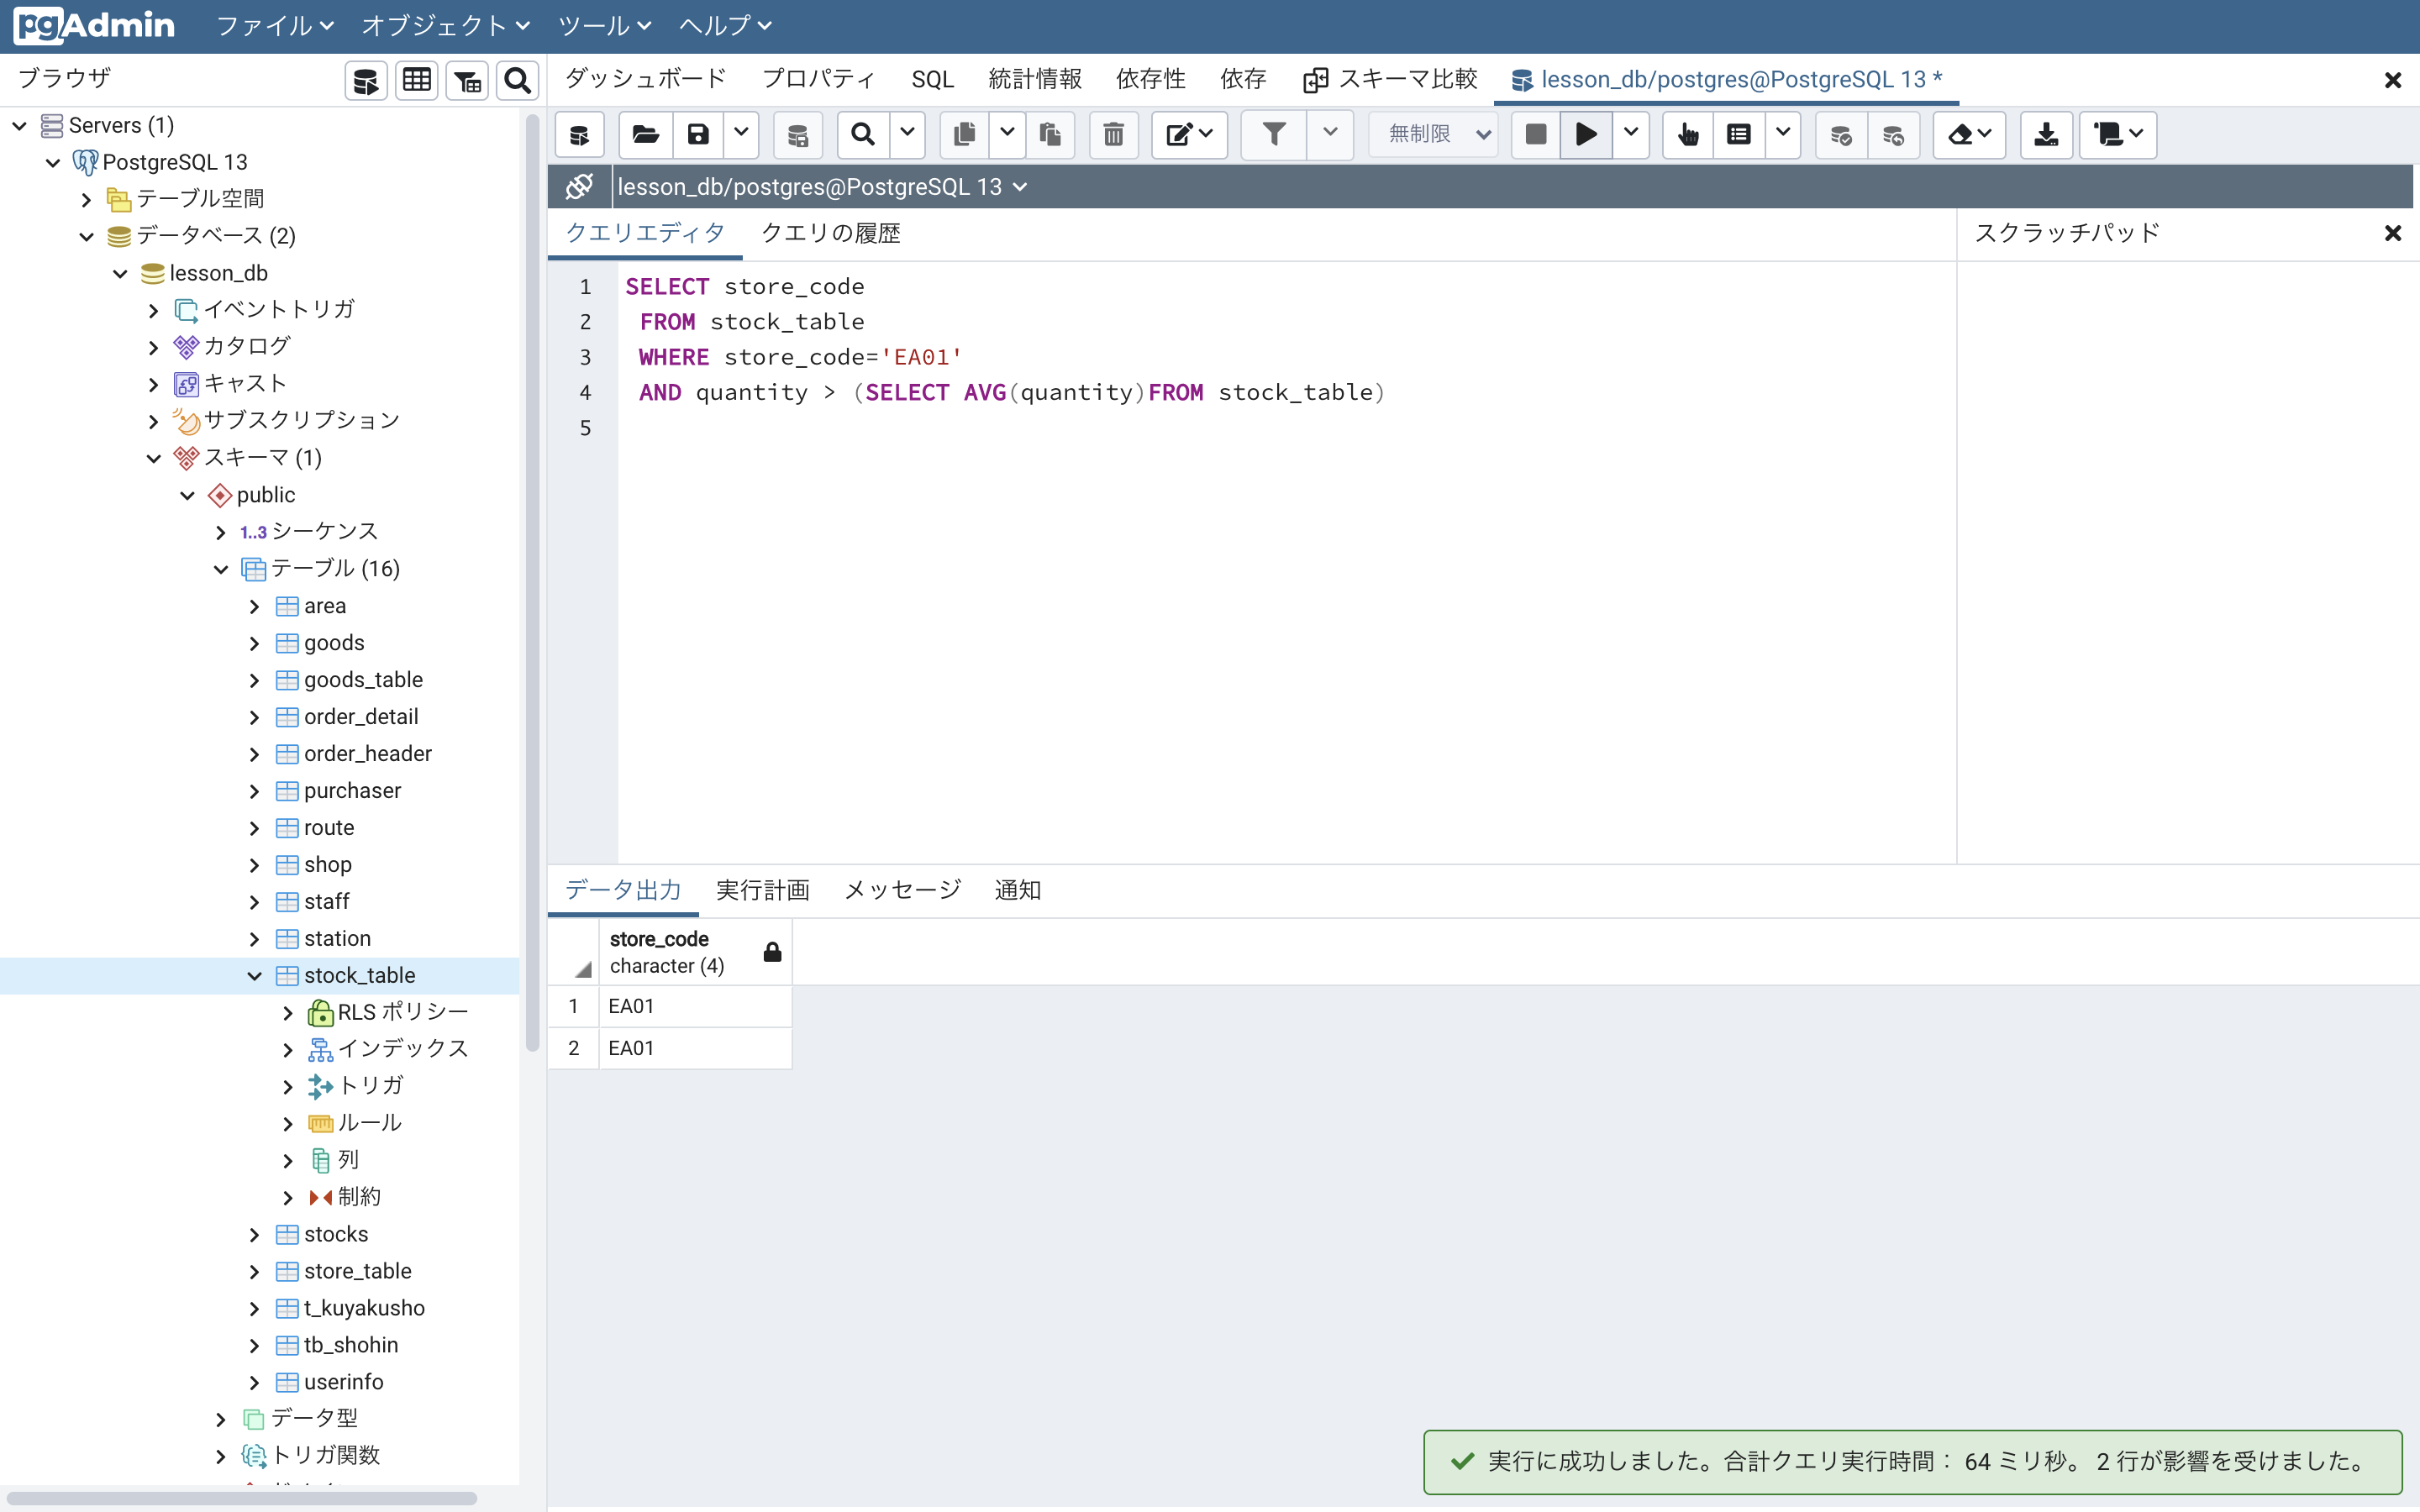 pgAdmin ファイル オブジェクト ツール ヘルプ
ブラウザ
ダッシュボード プロパティ SQL 統計情報 依存性 依存 スキーマ比較 lesson_db/postgres@PostgreSQL 13 *
無制限
lesson_db/postgres@PostgreSQL 13
クエリエディタ クエリの履歴
スクラッチパッド
Servers (1)
PostgreSQL 13
テーブル空間
データベース (2)
lesson_db
イベントトリガ
カタログ
キャスト
サブスクリプション
スキーマ (1)
public
1..3 シーケンス
テーブル (16)
area
goods
goods_table
order_detail
order_header
purchaser
route
shop
staff
station
stock_table
RLS ポリシー
インデックス
トリガ
ルール
列
制約
stocks
store_table
t_kuyakusho
tb_shohin
userinfo
データ型
トリガ関数
1 SELECT store_code
2 FROM stock_table
3 WHERE store_code='EA01'
4 AND quantity > (SELECT AVG(quantity)FROM stock_table)
5
データ出力 実行計画 メッセージ 通知
store_code
character (4)
1 EA01
2 EA01
実行に成功しました。合計クエリ実行時間： 64 ミリ秒。 2 行が影響を受けました。